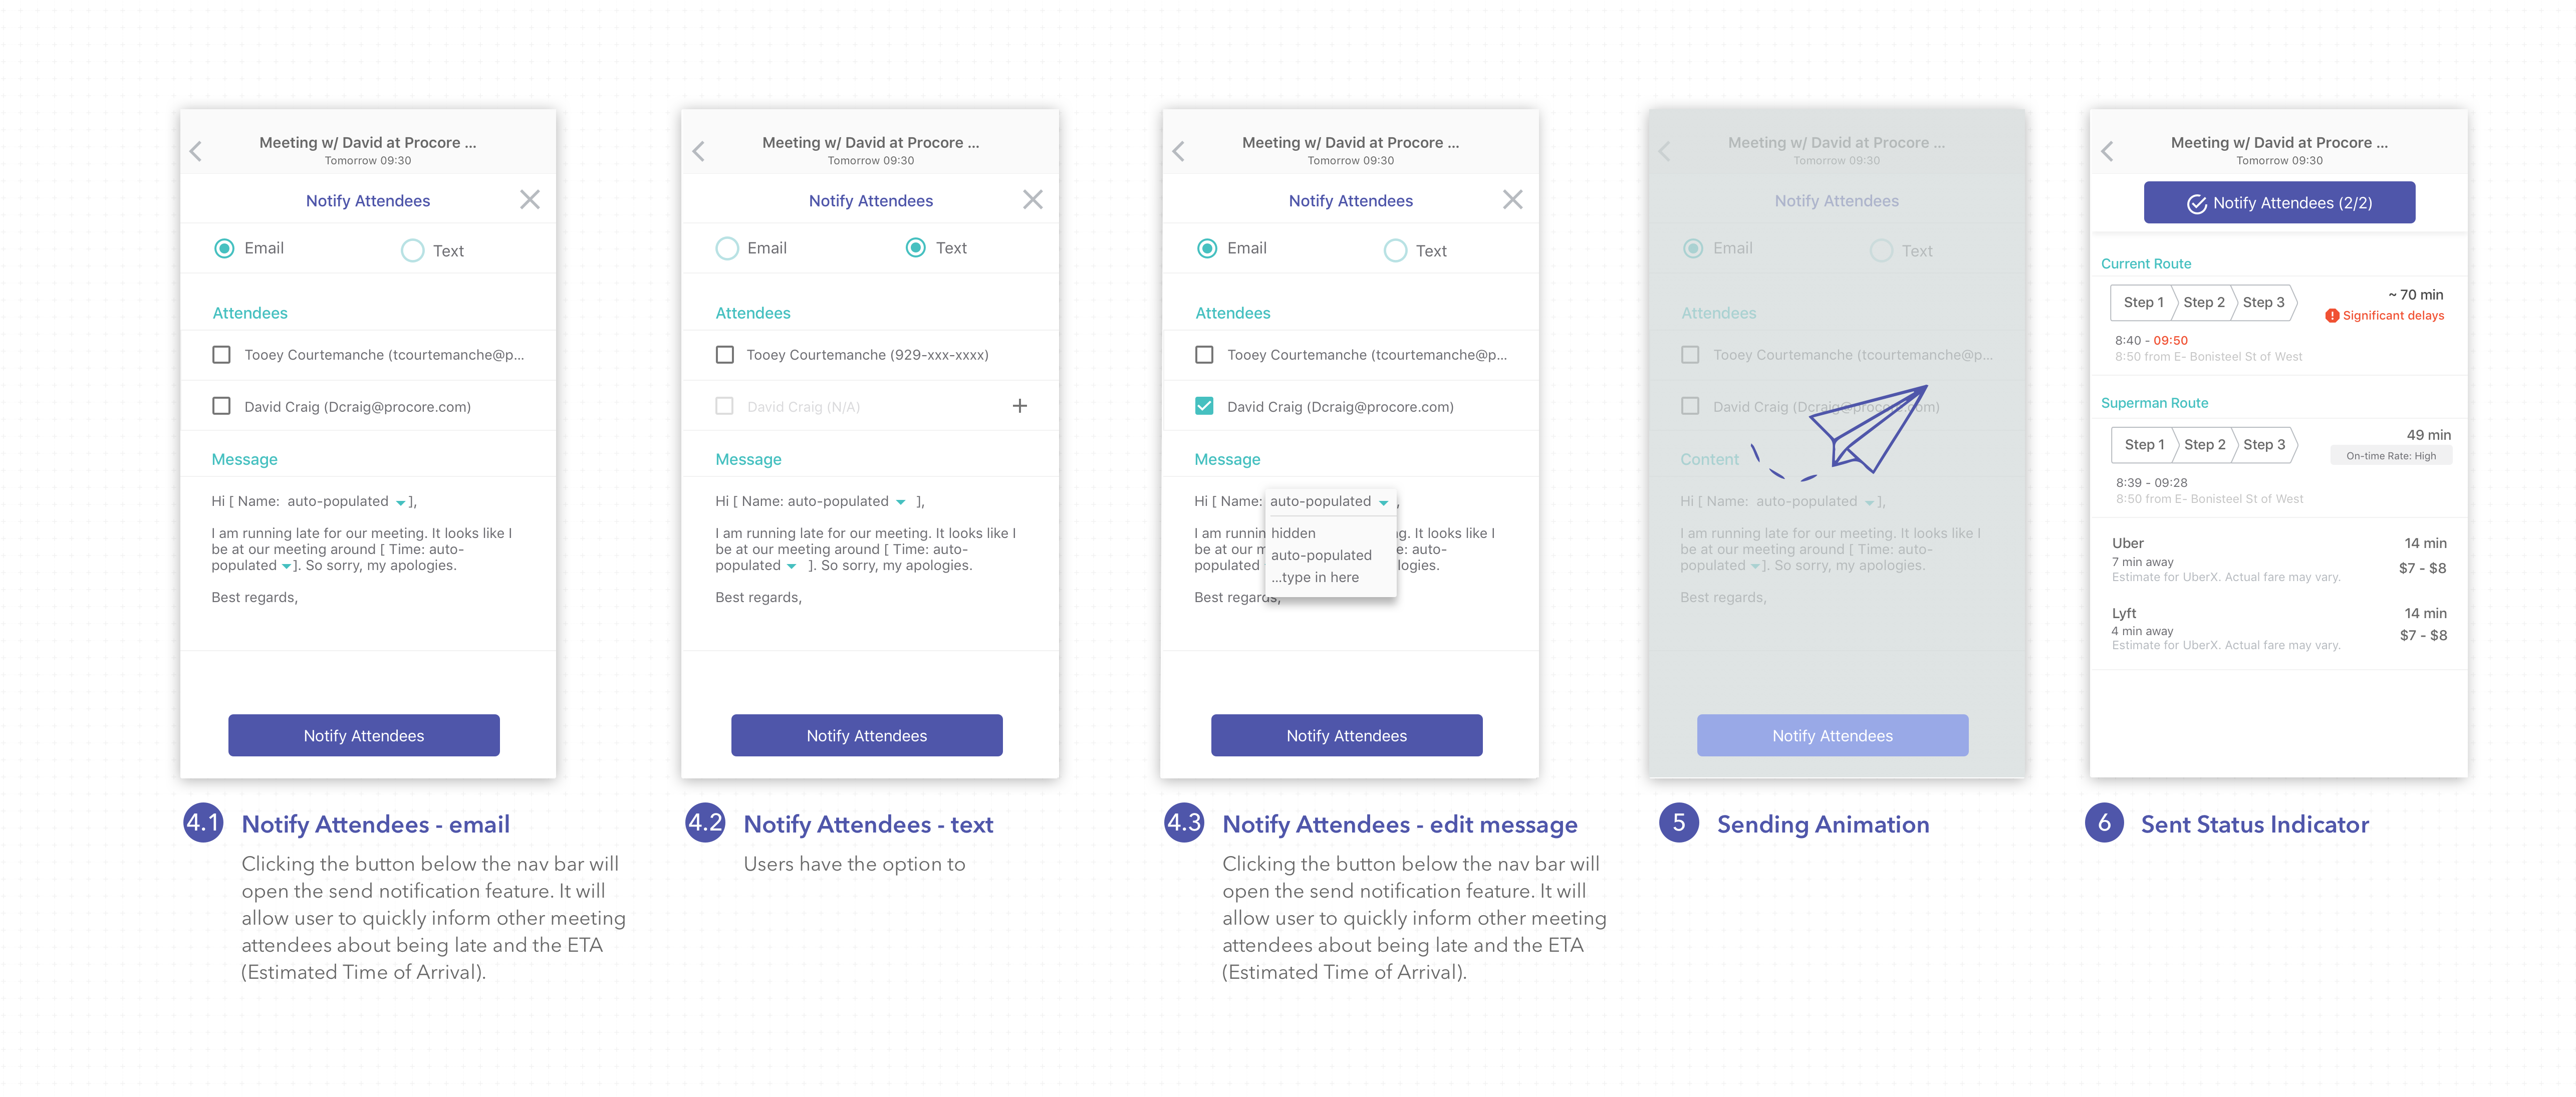 Meeting w/ David at Procore ...
Tomorrow 09:30
Notify Attendees
Email
Text
Attendees
Tooey Courtemanche (tcourtemanche@p...
David Craig (Dcraig@procore.com)
Message
Hi [ Name: auto-populated ],
I am running late for our meeting. It looks like I
be at our meeting around [ Time: auto-
populated ]. So sorry, my apologies.
Best regards,
Notify Attendees
4.1 Notify Attendees - email
Clicking the button below the nav bar will
open the send notification feature. It will
allow user to quickly inform other meeting
attendees about being late and the ETA
(Estimated Time of Arrival).
Meeting w/ David at Procore ...
Tomorrow 09:30
Notify Attendees
Email
Text
Attendees
Tooey Courtemanche (929-xxx-xxxx)
David Craig (N/A)
Message
Hi [ Name: auto-populated ],
I am running late for our meeting. It looks like I
be at our meeting around [ Time: auto-
populated ]. So sorry, my apologies.
Best regards,
Notify Attendees
4.2 Notify Attendees - text
Users have the option to
Meeting w/ David at Procore ...
Tomorrow 09:30
Notify Attendees
Email
Text
Attendees
Tooey Courtemanche (tcourtemanche@p...
David Craig (Dcraig@procore.com)
Message
Hi [ Name: auto-populated ,
hidden
auto-populated
...type in here
I am runnin g. It looks like I
be at our m e: auto-
populated logies.
Best regards,
Notify Attendees
4.3 Notify Attendees - edit message
Clicking the button below the nav bar will
open the send notification feature. It will
allow user to quickly inform other meeting
attendees about being late and the ETA
(Estimated Time of Arrival).
Meeting w/ David at Procore ...
Tomorrow 09:30
Notify Attendees
Email
Text
Attendees
Tooey Courtemanche (tcourtemanche@p...
David Craig (Dcraig@procore.com)
Content
Hi [ Name: auto-populated ],
I am running late for our meeting. It looks like I
be at our meeting around [ Time: auto-
populated ]. So sorry, my apologies.
Best regards,
Notify Attendees
5 Sending Animation
Meeting w/ David at Procore ...
Tomorrow 09:30
Notify Attendees (2/2)
Current Route
Step 1 Step 2 Step 3
~ 70 min
Significant delays
8:40 - 09:50
8:50 from E- Bonisteel St of West
Superman Route
Step 1 Step 2 Step 3
49 min
On-time Rate: High
8:39 - 09:28
8:50 from E- Bonisteel St of West
Uber 14 min
7 min away
$7 - $8
Estimate for UberX. Actual fare may vary.
Lyft 14 min
4 min away
$7 - $8
Estimate for UberX. Actual fare may vary.
6 Sent Status Indicator